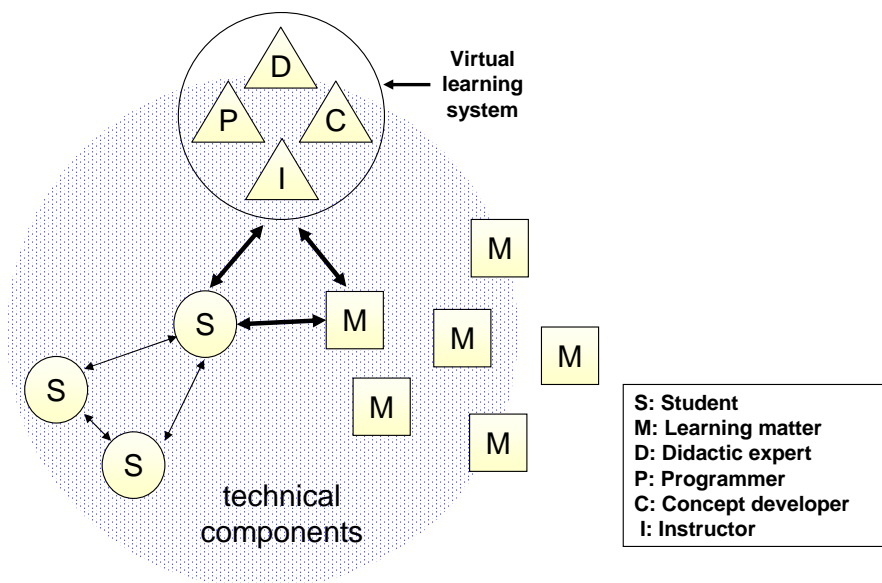 D
Virtual
learning
system
P
C
I
M
S
M
M
M
S
M
S
M
technical
components
S: Student
M: Learning matter
D: Didactic expert
P: Programmer
C: Concept developer
I: Instructor